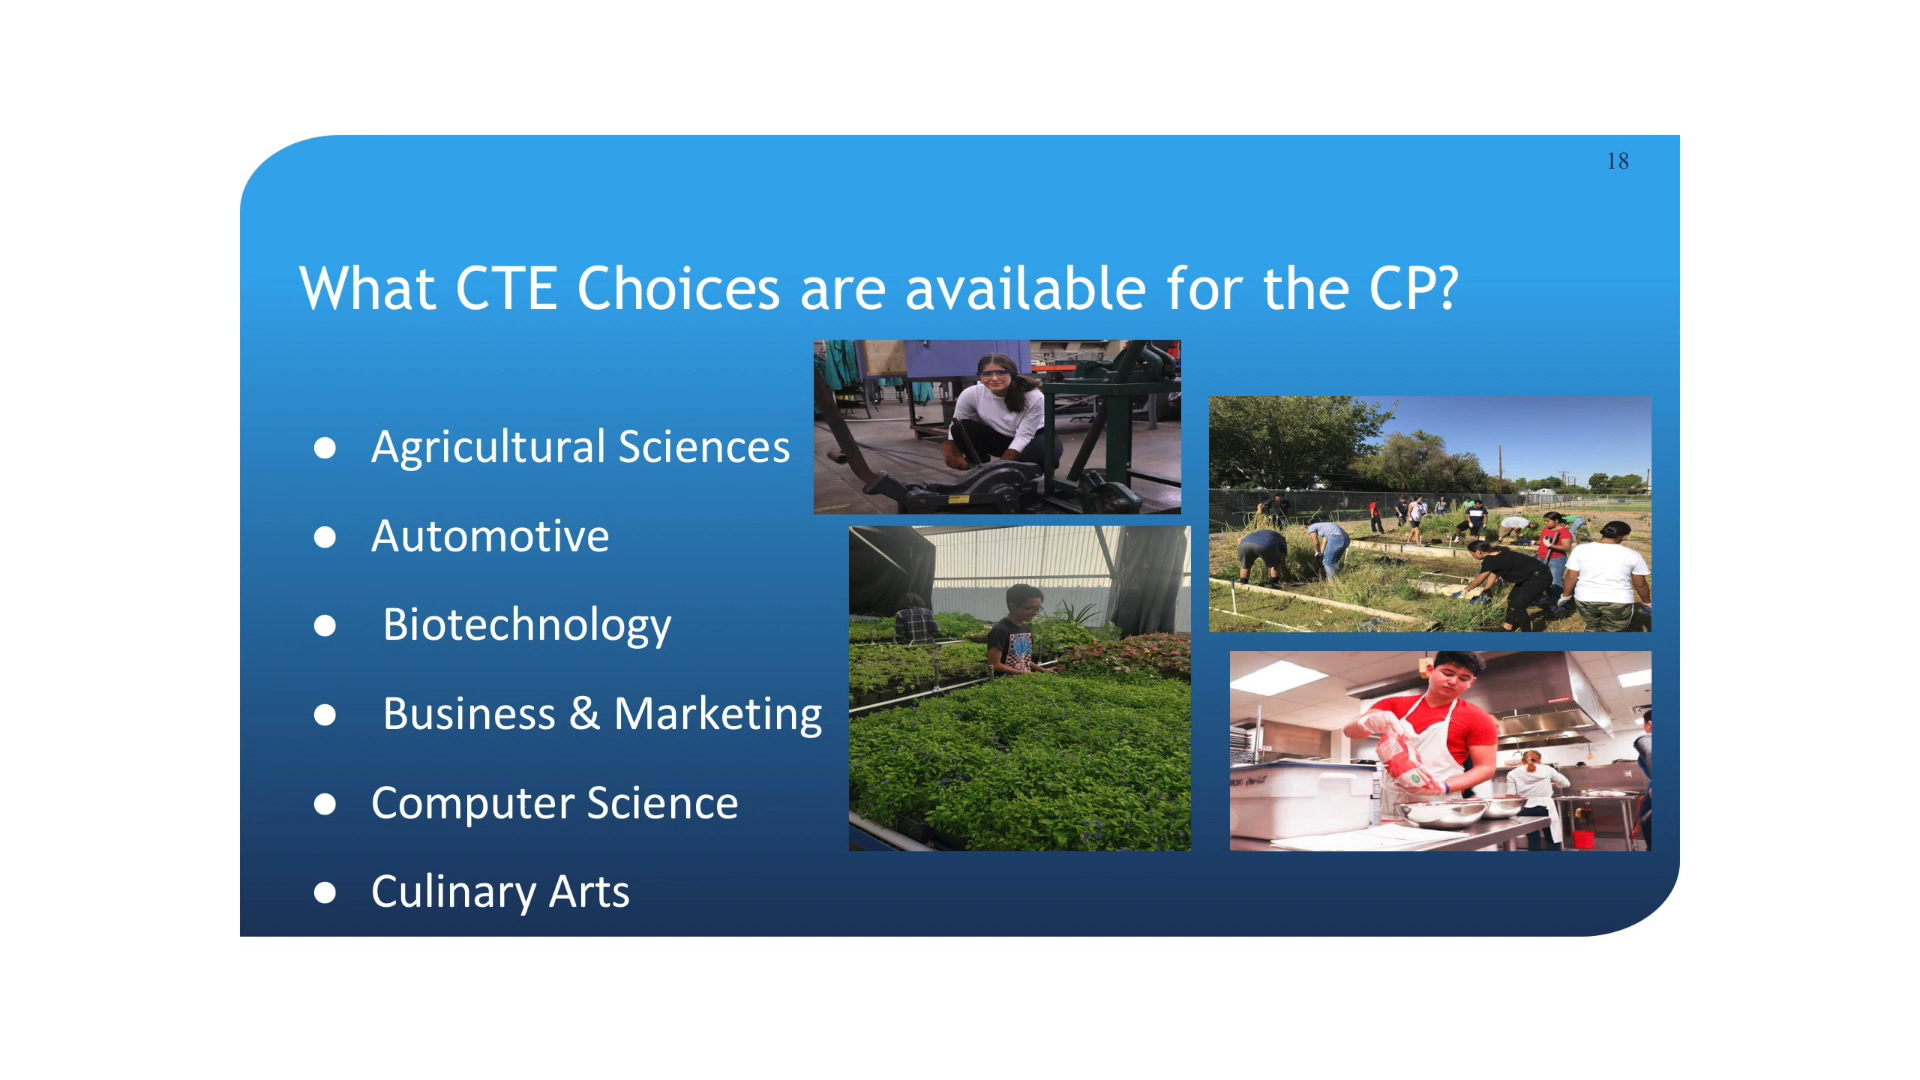 18
What CTE Choices are available for the CP?
● Agricultural Sciences
● Automotive
● Biotechnology
● Business & Marketing
● Computer Science
● Culinary Arts